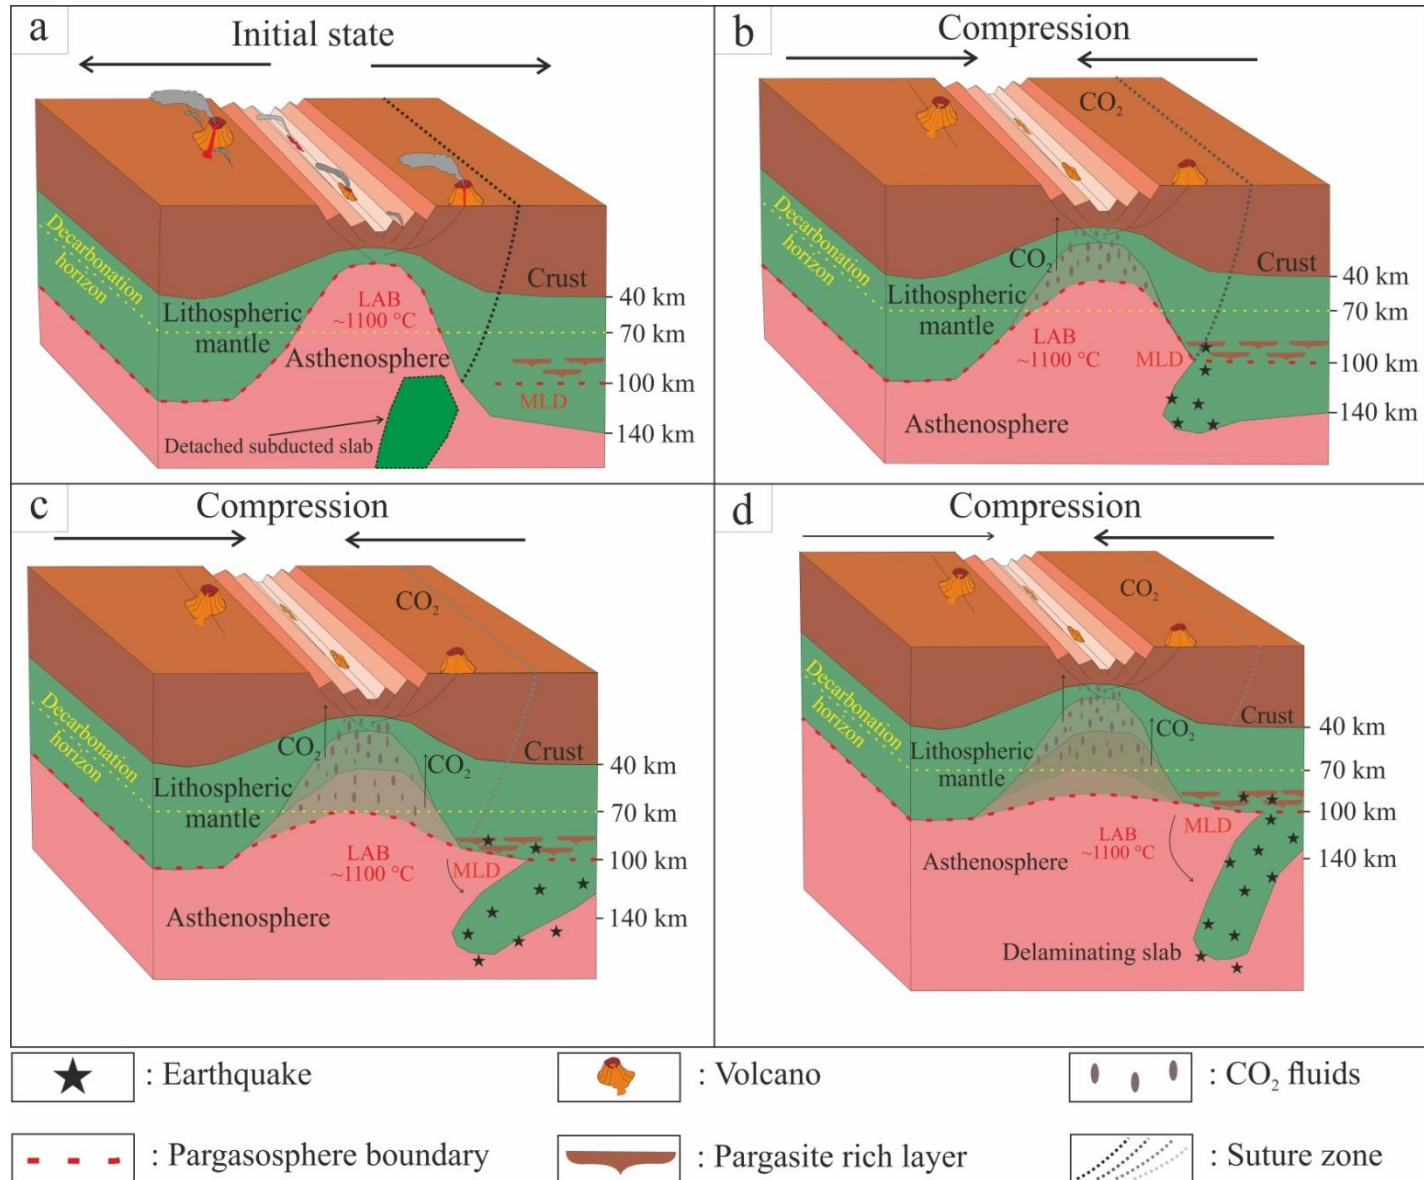 a
Initial state
Decarbonation
horizon
Lithospheric
mantle
LAB
~1100 °C
Asthenosphere
Crust
MLD
Detached subducted slab
40 km
70 km
100 km
140 km
b
Compression
CO₂
Decarbonation
horizon
CO₂
Lithospheric
mantle
LAB
~1100 °C
MLD
Asthenosphere
Crust
40 km
70 km
100 km
140 km
c
Compression
CO₂
Decarbonation
horizon
CO₂
CO₂
Lithospheric
mantle
LAB
~1100 °C
MLD
Asthenosphere
Crust
40 km
70 km
100 km
140 km
d
Compression
CO₂
Decarbonation
horizon
CO₂
Lithospheric
mantle
LAB
~1100 °C
MLD
Asthenosphere
Delaminating slab
Crust
40 km
70 km
100 km
140 km
: Earthquake
: Volcano
: CO₂ fluids
: Pargasosphere boundary
: Pargasite rich layer
: Suture zone